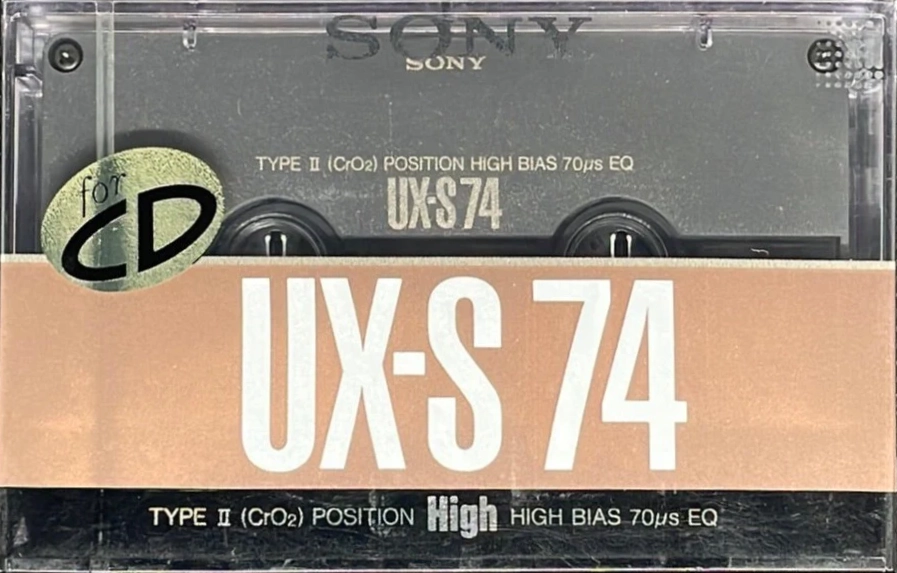 SONY
SONY
TYPE II (CrO₂) POSITION HIGH BIAS 70µs EQ
UX-S 74
for
CD
UX-S 74
TYPE II (CrO₂) POSITION High HIGH BIAS 70µs EQ